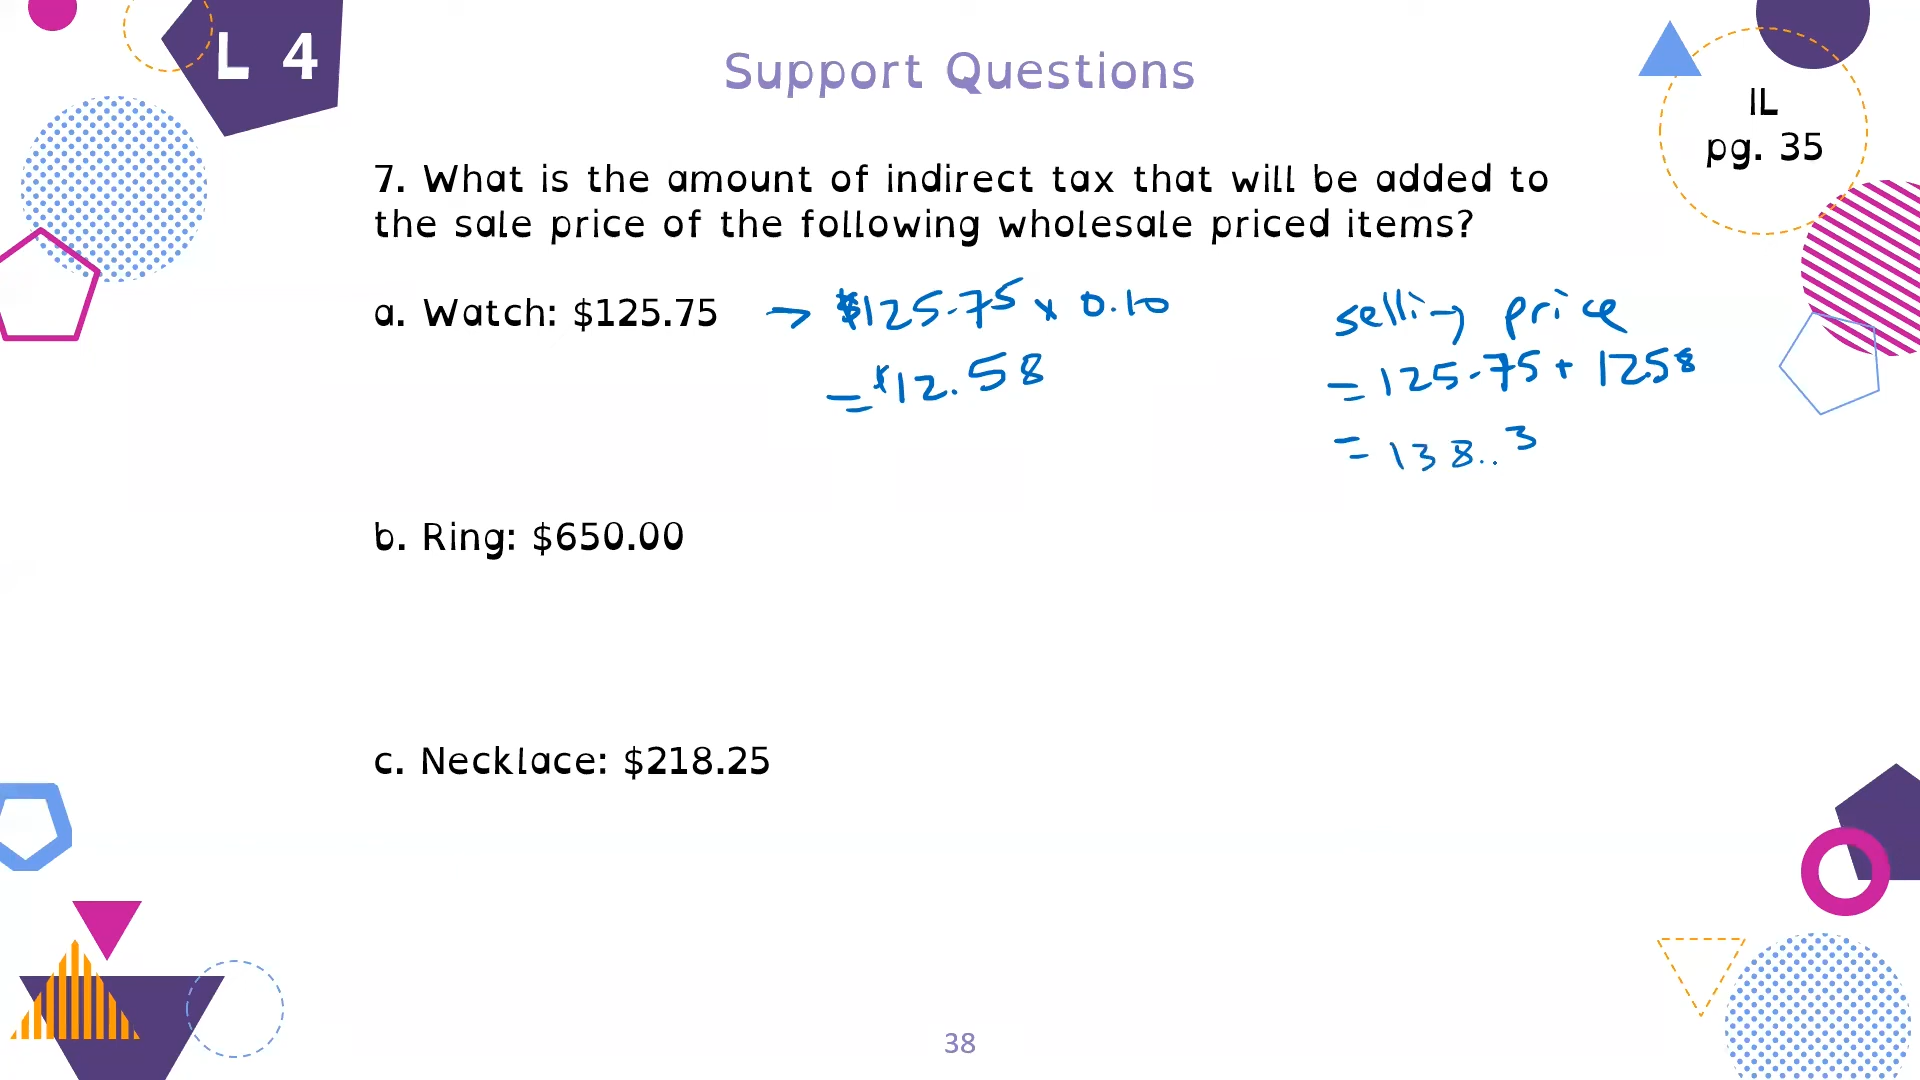 L 4
Support Questions
IL
pg. 35
7. What is the amount of indirect tax that will be added to
the sale price of the following wholesale priced items?
a. Watch: $125.75 → $125.75 x 0.10
= $12.58
selling price
= 125.75 + 12.58
= 138..3
b. Ring: $650.00
c. Necklace: $218.25
38